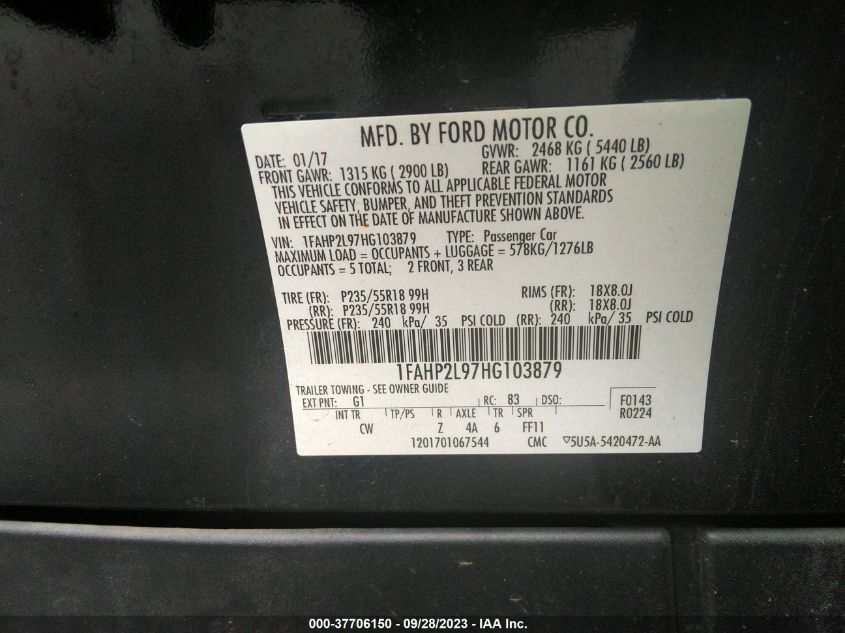 MFD. BY FORD MOTOR CO.
DATE: 01/17 GVWR: 2468 KG ( 5440 LB)
FRONT GAWR: 1315 KG ( 2900 LB) REAR GAWR: 1161 KG ( 2560 LB)
THIS VEHICLE CONFORMS TO ALL APPLICABLE FEDERAL MOTOR
VEHICLE SAFETY, BUMPER, AND THEFT PREVENTION STANDARDS
IN EFFECT ON THE DATE OF MANUFACTURE SHOWN ABOVE.
VIN: 1FAHP2L97HG103879 TYPE: Passenger Car
MAXIMUM LOAD = OCCUPANTS + LUGGAGE = 578KG/1276LB
OCCUPANTS = 5 TOTAL; 2 FRONT, 3 REAR
TIRE (FR): P235/55R18 99H RIMS (FR): 18X8.0J
(RR): P235/55R18 99H (RR): 18X8.0J
PRESSURE (FR): 240 kPa/ 35 PSI COLD (RR): 240 kPa/ 35 PSI COLD
1FAHP2L97HG103879
TRAILER TOWING - SEE OWNER GUIDE
EXT PNT: G1 RC: 83 DSO: F0143
INT TR TP/PS R AXLE TR SPR R0224
CW Z 4A 6 FF11
1201701067544 CMC ▽5U5A-5420472-AA
000-37706150 - 09/28/2023 - IAA Inc.